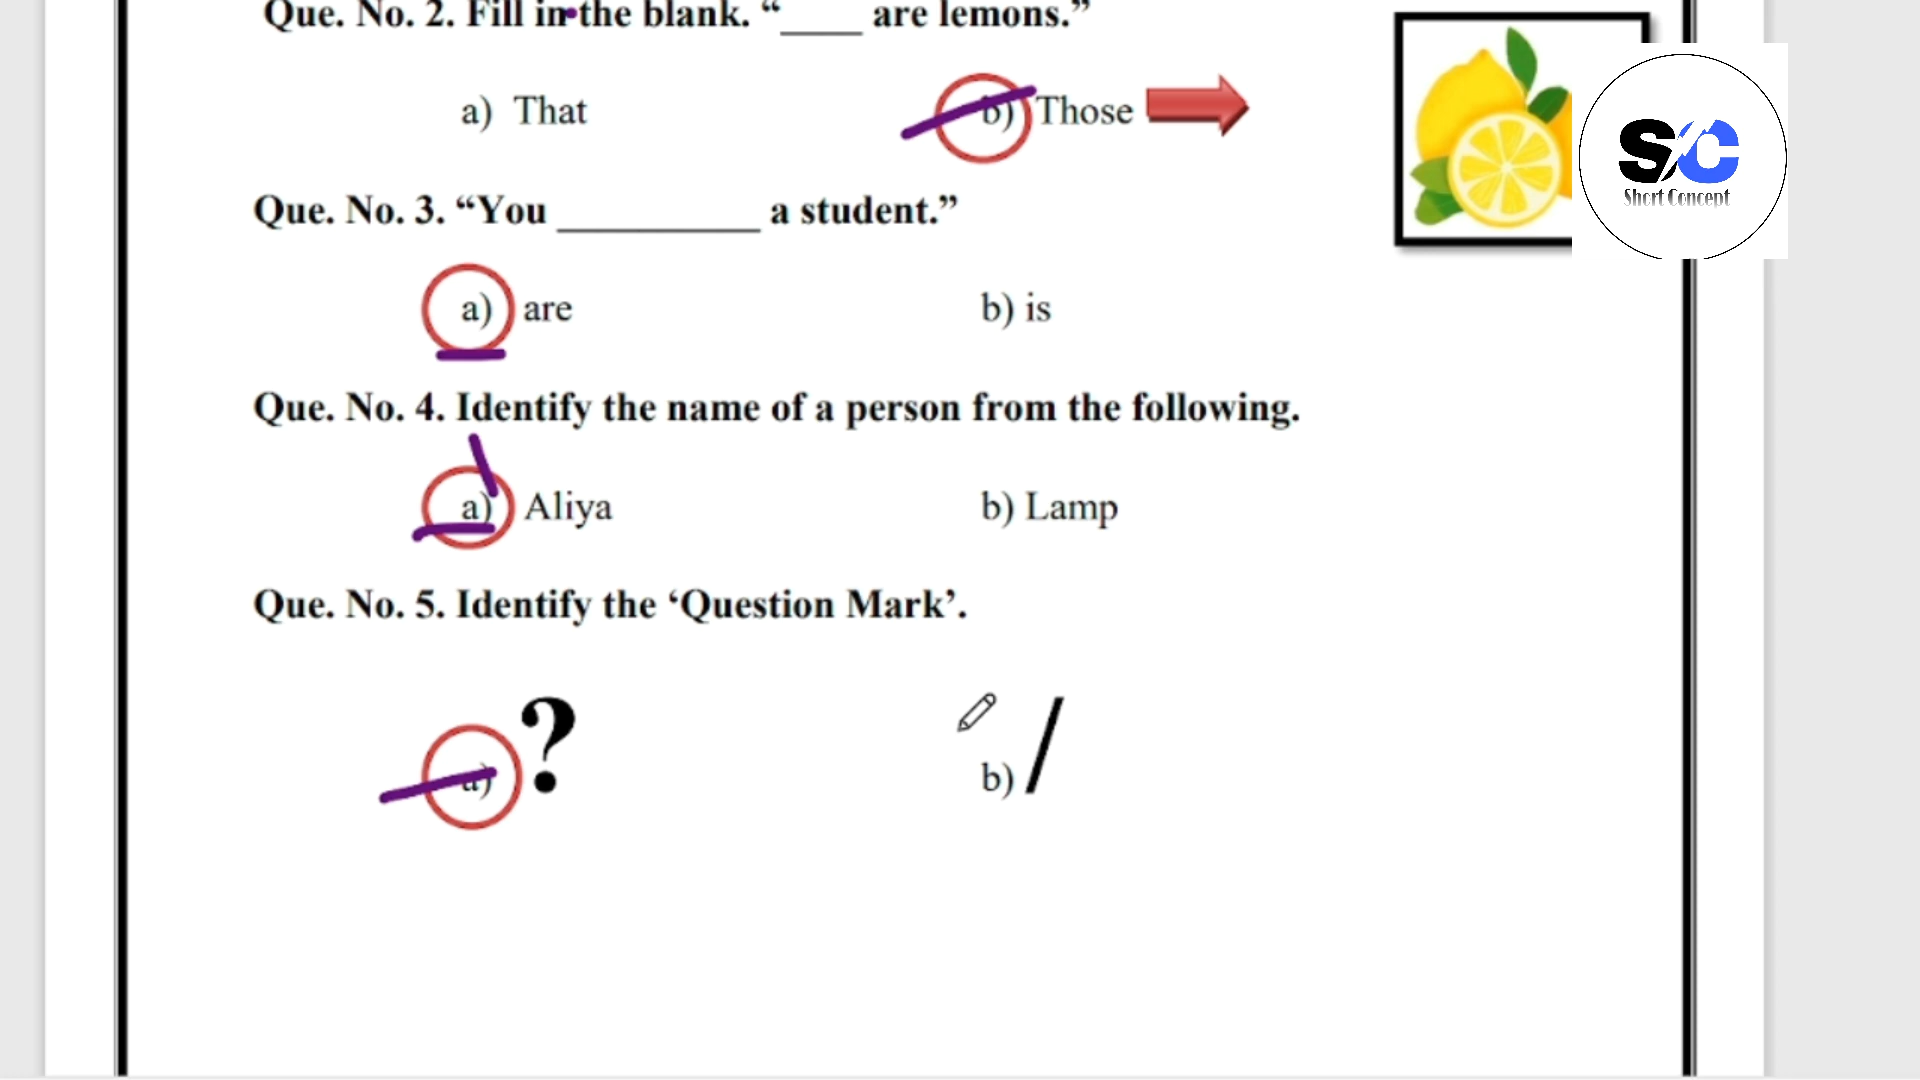 Que. No. 2. Fill in the blank. “____ are lemons.”
a) That
b) Those
SC
Short Concept
Que. No. 3. “You __________ a student.”
a) are
b) is
Que. No. 4. Identify the name of a person from the following.
a) Aliya
b) Lamp
Que. No. 5. Identify the ‘Question Mark’.
a) ?
b) /